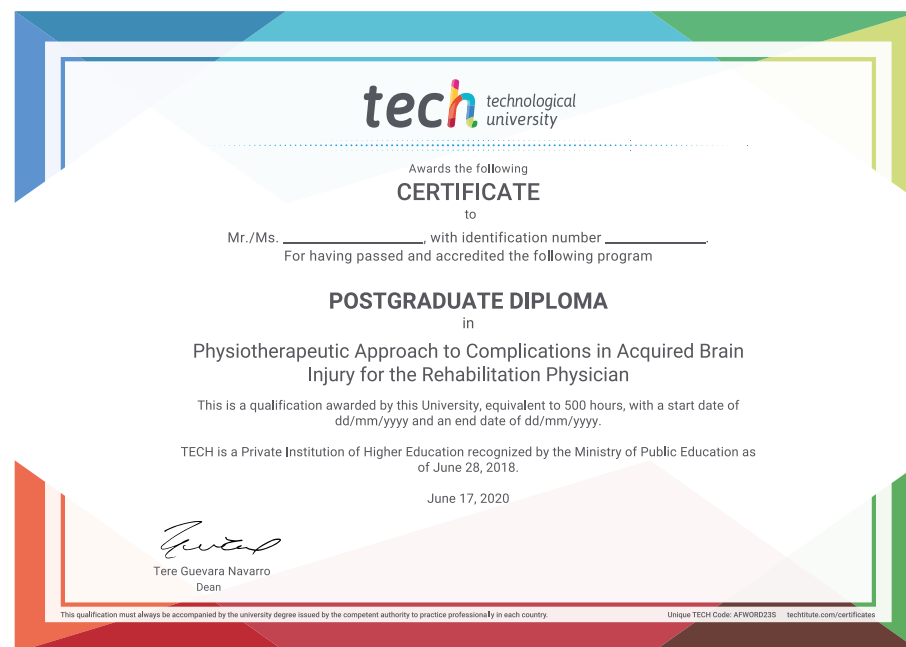 tech technological
university
Awards the following
CERTIFICATE
to
Mr./Ms. ____________________, with identification number ______________.
For having passed and accredited the following program
POSTGRADUATE DIPLOMA
in
Physiotherapeutic Approach to Complications in Acquired Brain
Injury for the Rehabilitation Physician
This is a qualification awarded by this University, equivalent to 500 hours, with a start date of
dd/mm/yyyy and an end date of dd/mm/yyyy.
TECH is a Private Institution of Higher Education recognized by the Ministry of Public Education as
of June 28, 2018.
June 17, 2020
Tere Guevara Navarro
Dean
This qualification must always be accompanied by the university degree issued by the competent authority to practice professionally in each country.
Unique TECH Code: AFWORD23S techtitute.com/certificates